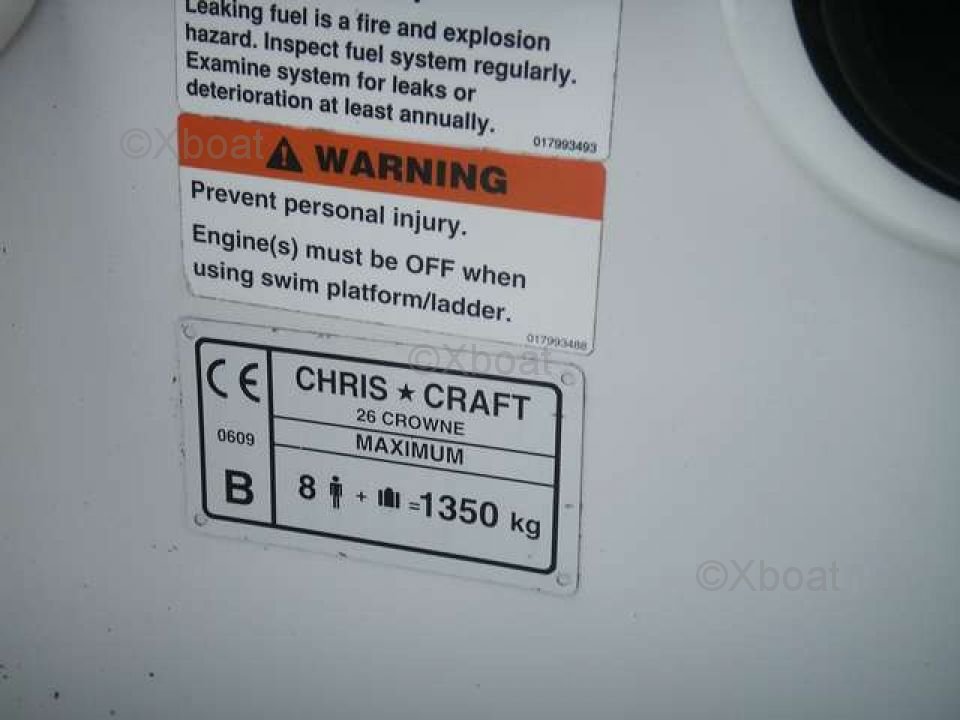 Leaking fuel is a fire and explosion
hazard. Inspect fuel system regularly.
Examine system for leaks or
deterioration at least annually.
017993493
©Xboat
WARNING
Prevent personal injury.
Engine(s) must be OFF when
using swim platform/ladder.
017993488
©Xboat
CE
0609
B
CHRIS ★ CRAFT
26 CROWNE
MAXIMUM
8 + =1350 kg
©Xboat